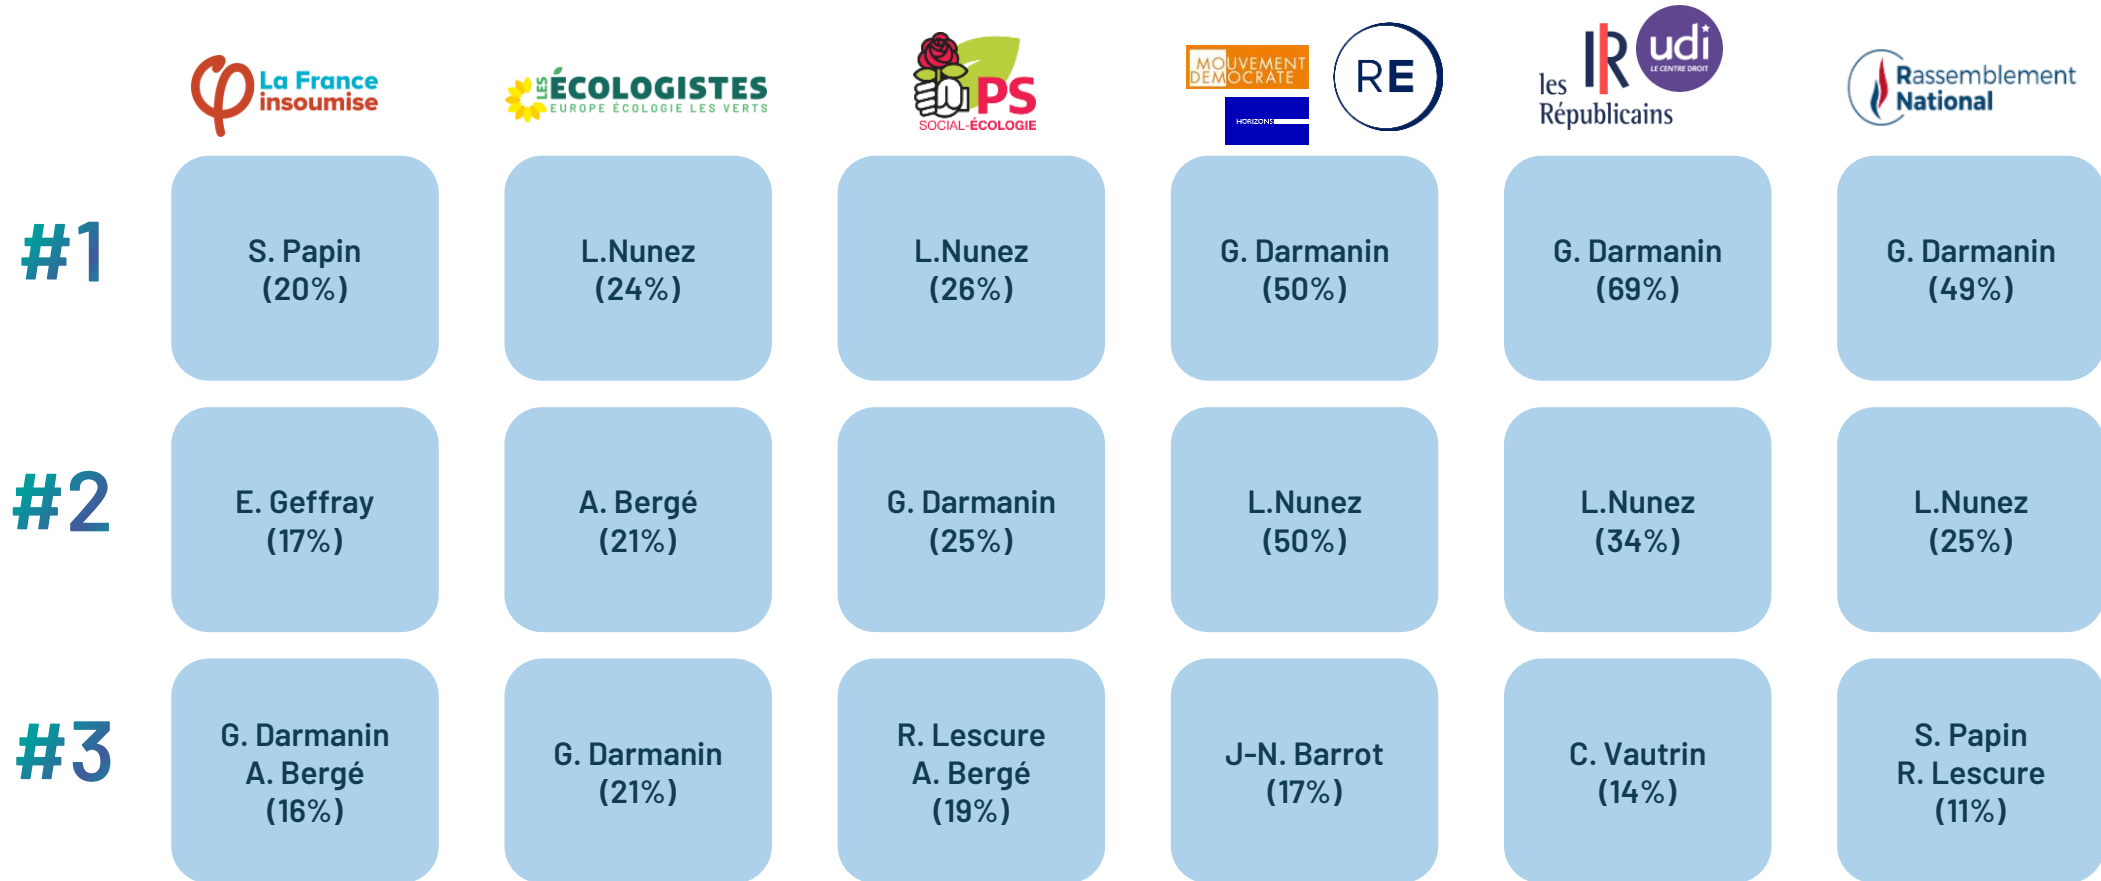 La France
insoumise
LES ÉCOLOGISTES
EUROPE ÉCOLOGIE LES VERTS
PS
SOCIAL-ÉCOLOGIE
MOUVEMENT
DEMOCRATE
HORIZONS
RE
les
Républicains
R
udi
LE CENTRE DROIT
Rassemblement
National
#1
S. Papin
(20%)
L.Nunez
(24%)
L.Nunez
(26%)
G. Darmanin
(50%)
G. Darmanin
(69%)
G. Darmanin
(49%)
#2
E. Geffray
(17%)
A. Bergé
(21%)
G. Darmanin
(25%)
L.Nunez
(50%)
L.Nunez
(34%)
L.Nunez
(25%)
#3
G. Darmanin
A. Bergé
(16%)
G. Darmanin
(21%)
R. Lescure
A. Bergé
(19%)
J-N. Barrot
(17%)
C. Vautrin
(14%)
S. Papin
R. Lescure
(11%)